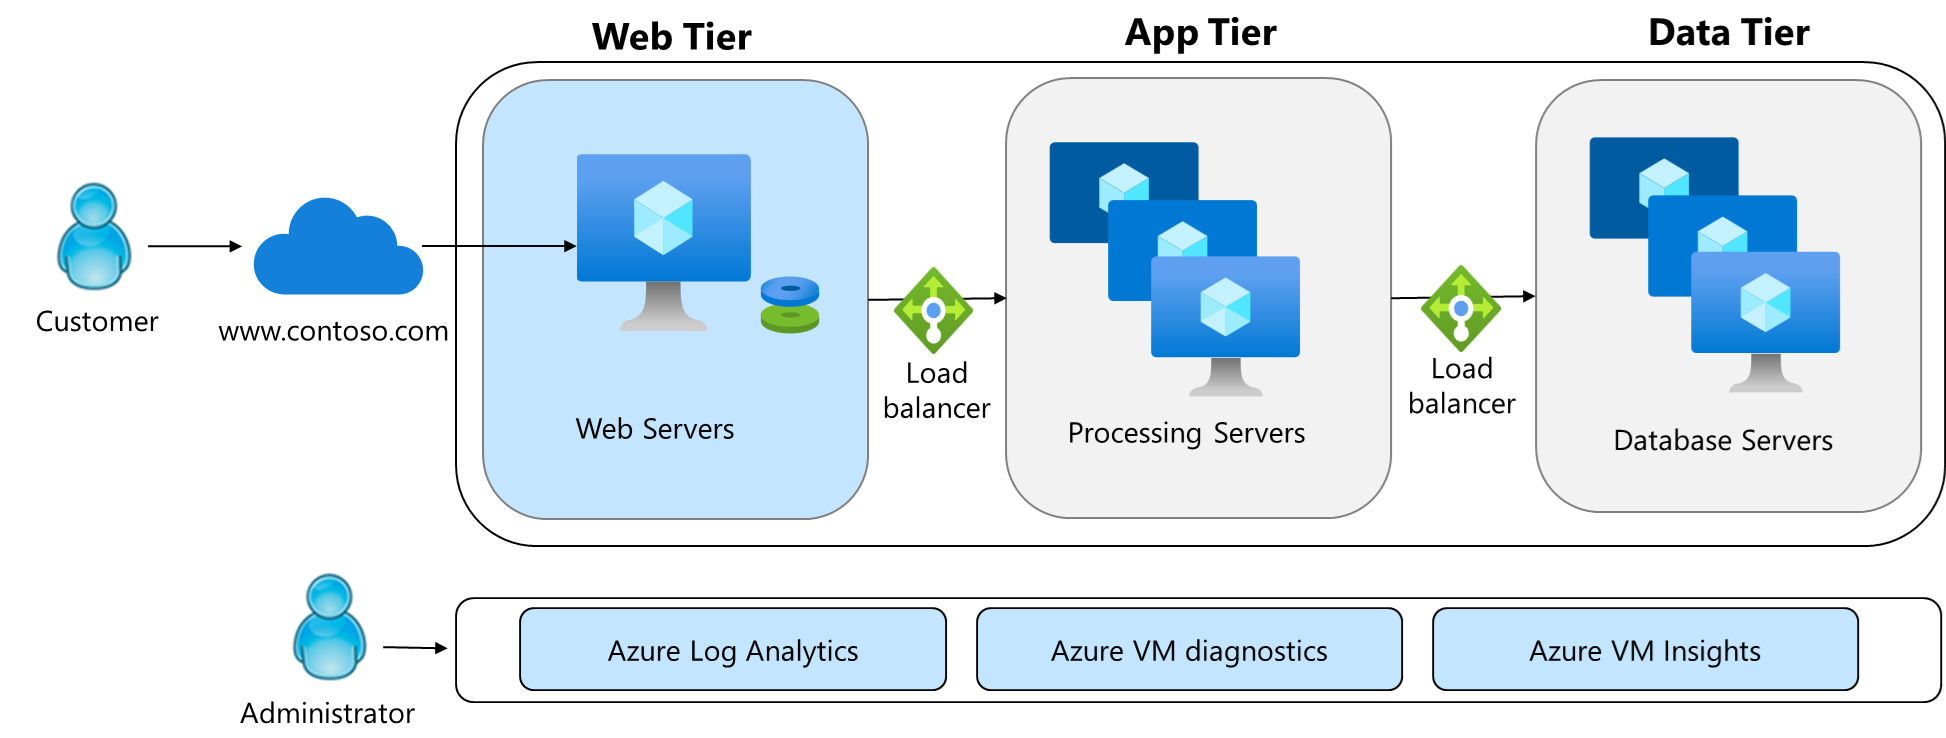 Web Tier
App Tier
Data Tier
Customer
www.contoso.com
Web Servers
Load
balancer
Processing Servers
Load
balancer
Database Servers
Administrator
Azure Log Analytics
Azure VM diagnostics
Azure VM Insights